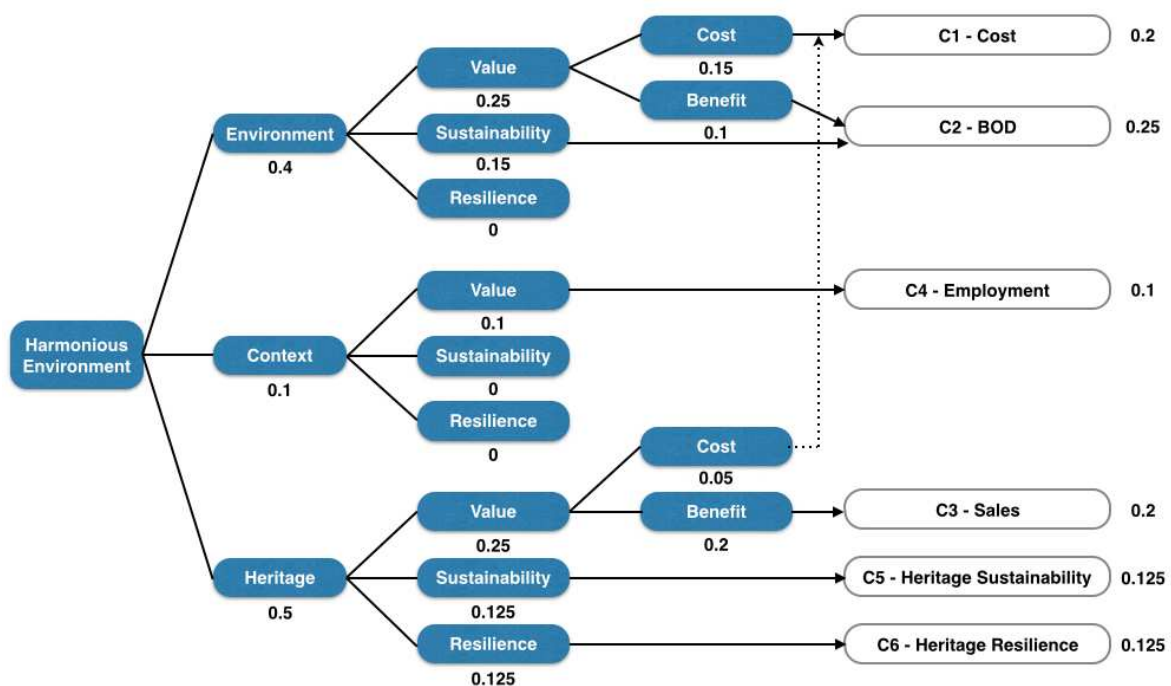 Cost
C1 - Cost
0.2
Value
0.15
0.25
Benefit
Environment
Sustainability
0.1
C2 - BOD
0.25
0.4
0.15
Resilience
0
Value
C4 - Employment
0.1
0.1
Harmonious
Environment
Context
Sustainability
0.1
0
Resilience
0
Cost
0.05
Value
Benefit
C3 - Sales
0.2
0.25
0.2
Heritage
Sustainability
C5 - Heritage Sustainability
0.125
0.5
0.125
Resilience
C6 - Heritage Resilience
0.125
0.125